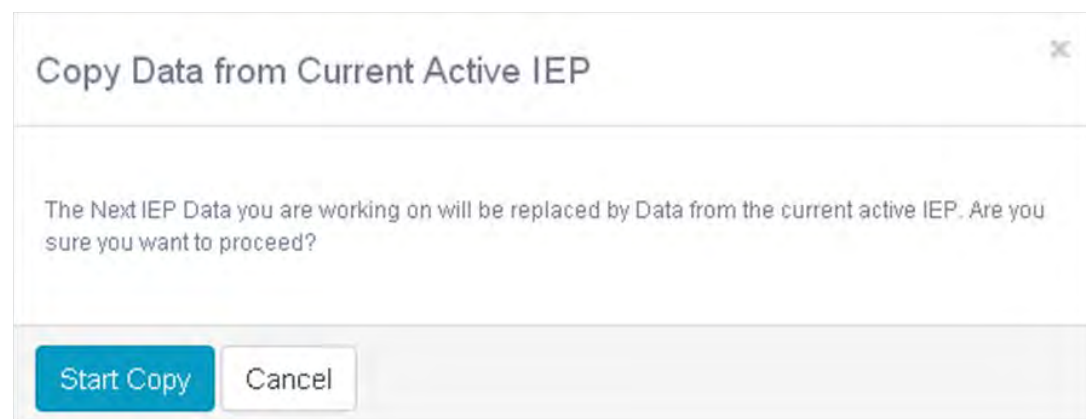 Copy Data from Current Active IEP
×
The Next IEP Data you are working on will be replaced by Data from the current active IEP. Are you
sure you want to proceed?
Start Copy Cancel